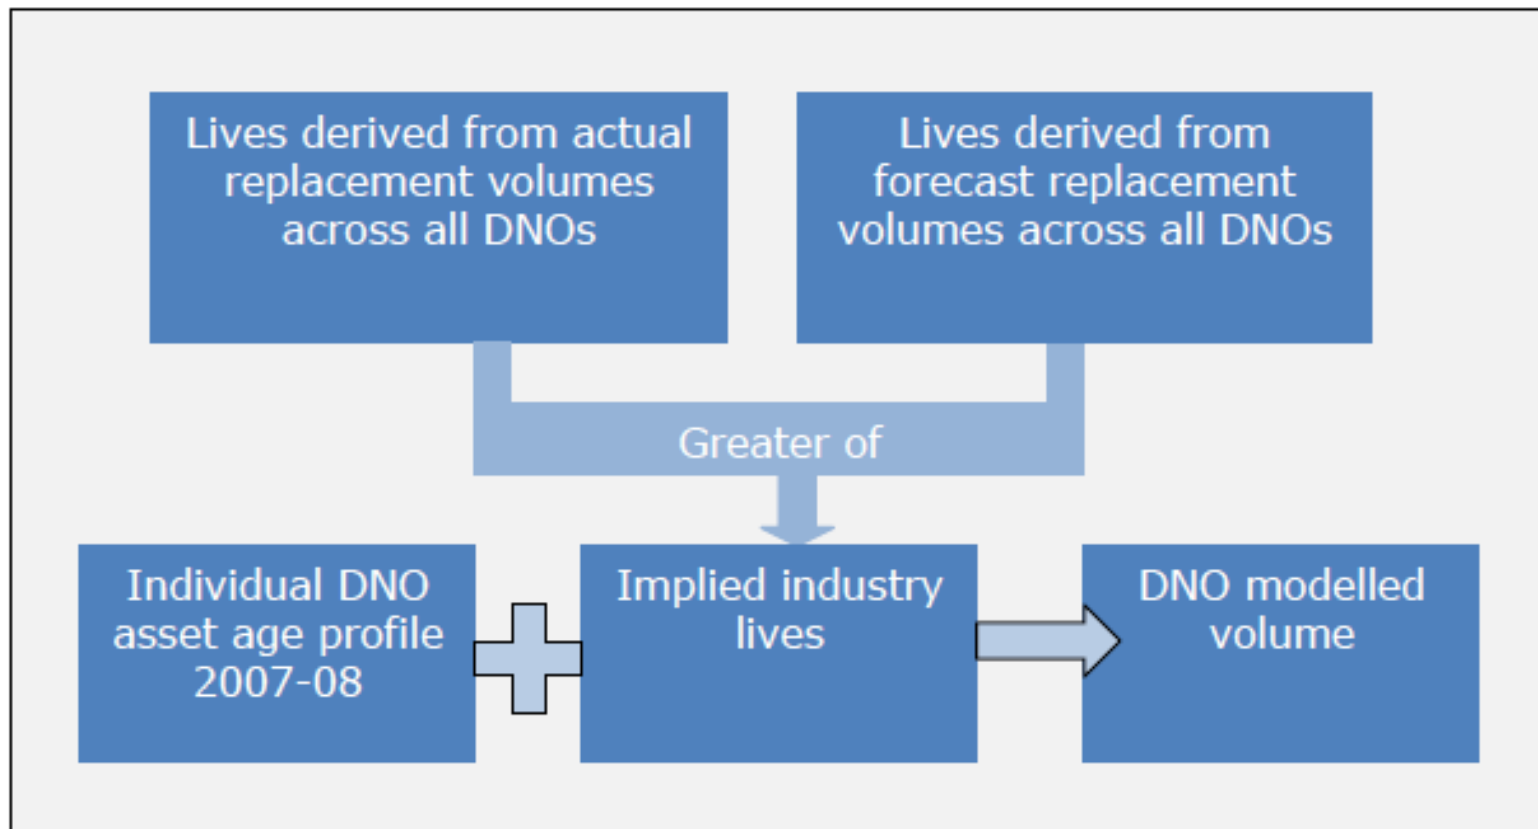 Lives derived from actual
replacement volumes
across all DNOs
Lives derived from
forecast replacement
volumes across all DNOs
Greater of
Individual DNO
asset age profile
2007-08
Implied industry
lives
DNO modelled
volume